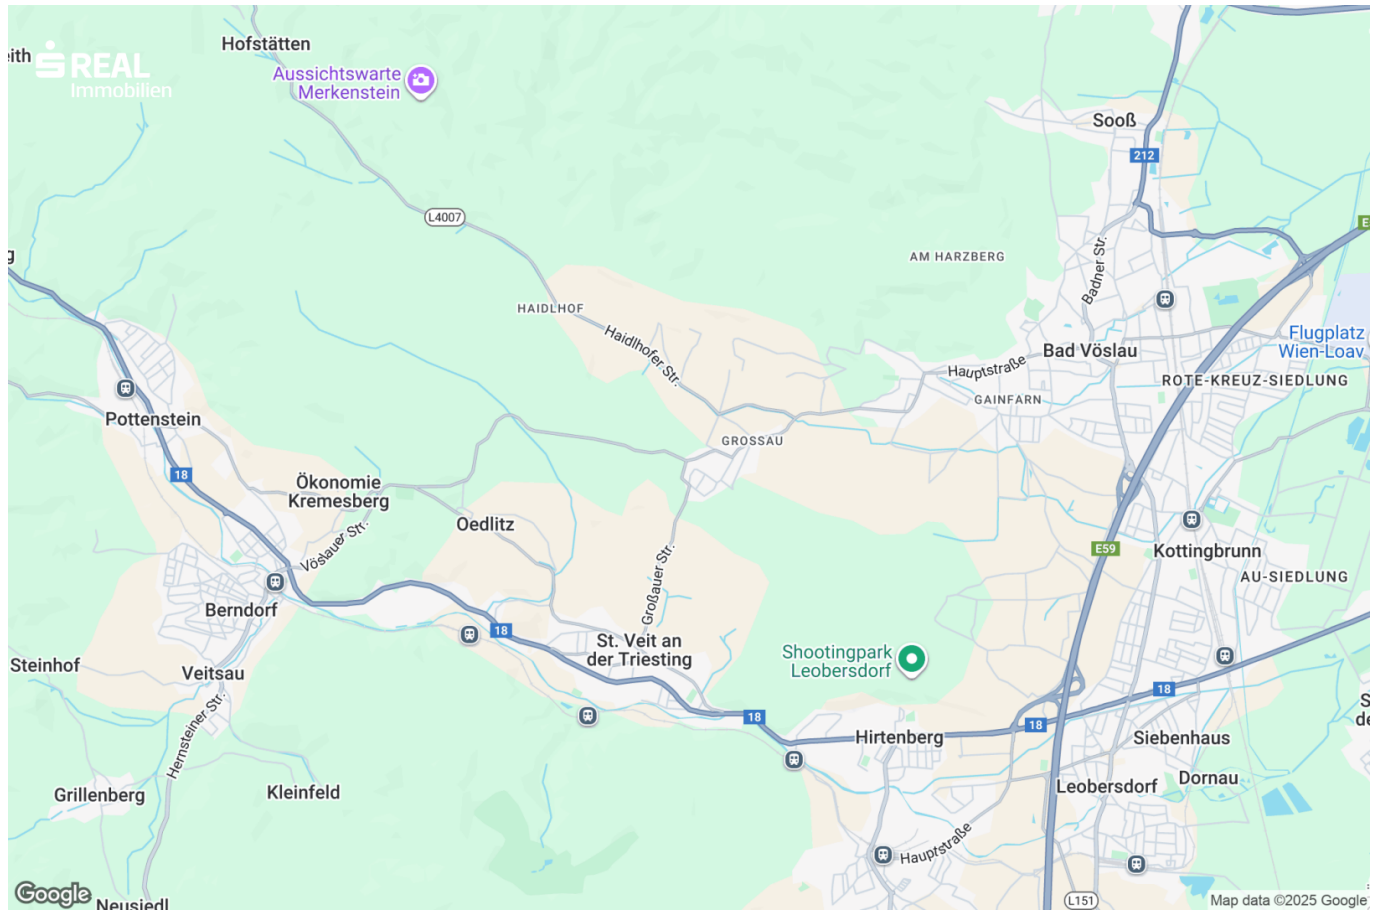 Hofstätten
eith
REAL
Immobilien
Aussichtswarte
Merkenstein
Sooß
212
L4007
E
g
AM HARZBERG
Badner Str.
HAIDLHOF
Haidlhofer Str.
Flugplatz
Wien-Loav
Bad Vöslau
Hauptstraße
ROTE-KREUZ-SIEDLUNG
GAINFARN
Pottenstein
GROSSAU
18
Ökonomie
Kremesberg
Oedlitz
Vöslauer Str.
E59
Kottingbrunn
AU-SIEDLUNG
Großauer Str.
Berndorf
18
St. Veit an
der Triesting
Shootingpark
Leobersdorf
Steinhof
Veitsau
18
Hernsteiner Str.
18
18
S
de
Hirtenberg
Siebenhaus
Dornau
Leobersdorf
Grillenberg
Kleinfeld
Hauptstraße
Google
Neusiedl
L151
Map data ©2025 Google